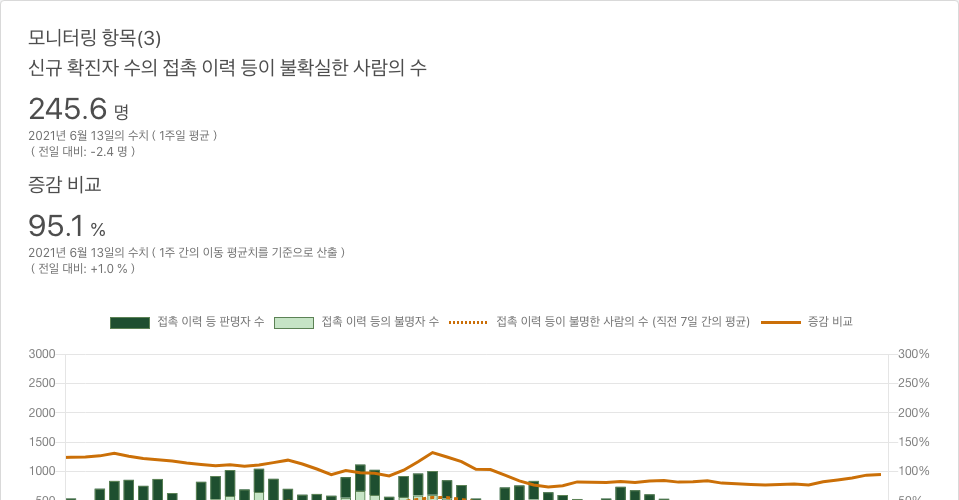 모니터링 항목(3)
신규 확진자 수의 접촉 이력 등이 불확실한 사람의 수
245.6 명
2021년 6월 13일의 수치 ( 1주일 평균 )
( 전일 대비: -2.4 명 )
증감 비교
95.1 %
2021년 6월 13일의 수치 ( 1주 간의 이동 평균치를 기준으로 산출 )
( 전일 대비: +1.0 % )
접촉 이력 등 판명자 수 접촉 이력 등의 불명자 수 접촉 이력 등이 불명한 사람의 수 (직전 7일 간의 평균) 증감 비교
3000 300%
2500 250%
2000 200%
1500 150%
1000 100%
500 50%